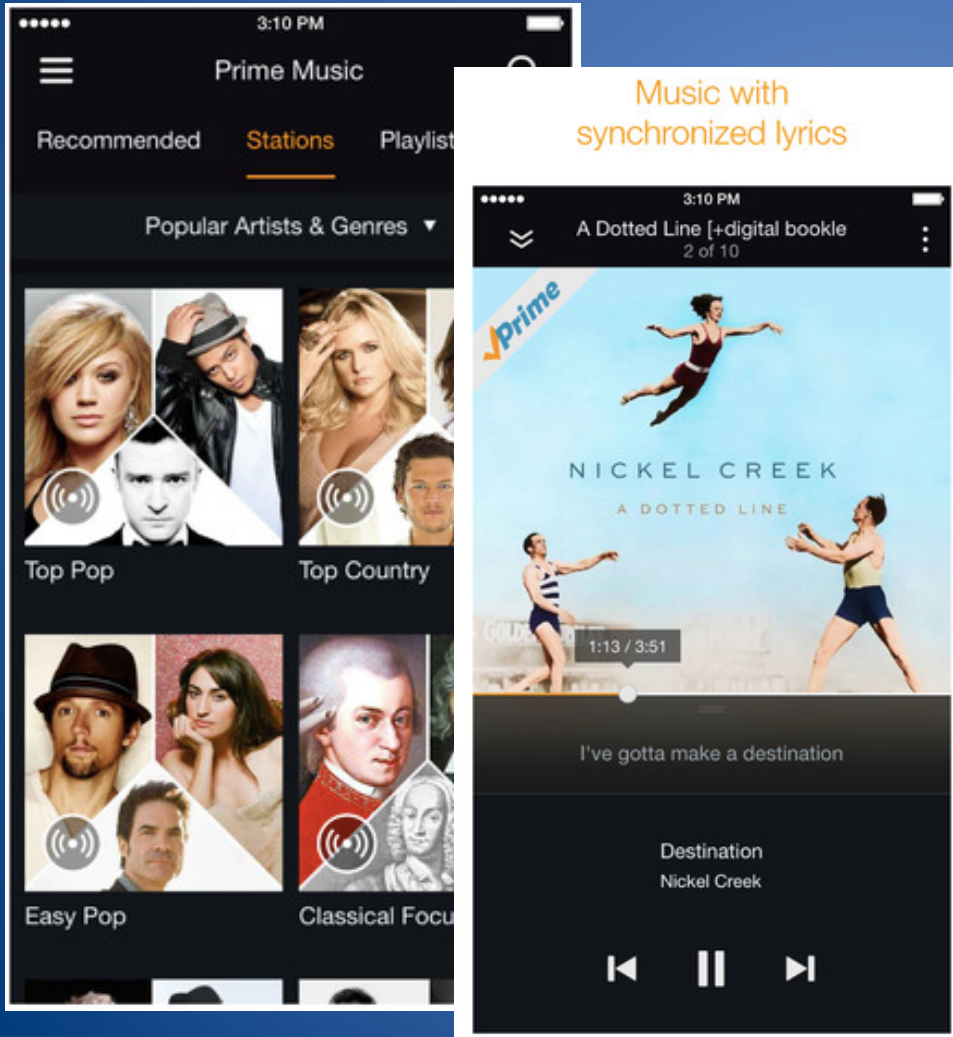 3:10 PM
Prime Music
Recommended Stations Playlist
Popular Artists & Genres
Top Pop
Top Country
Easy Pop
Classical Focu
Music with
synchronized lyrics
3:10 PM
A Dotted Line [+digital bookle
2 of 10
Prime
NICKEL CREEK
A DOTTED LINE
1:13 / 3:51
I've gotta make a destination
Destination
Nickel Creek